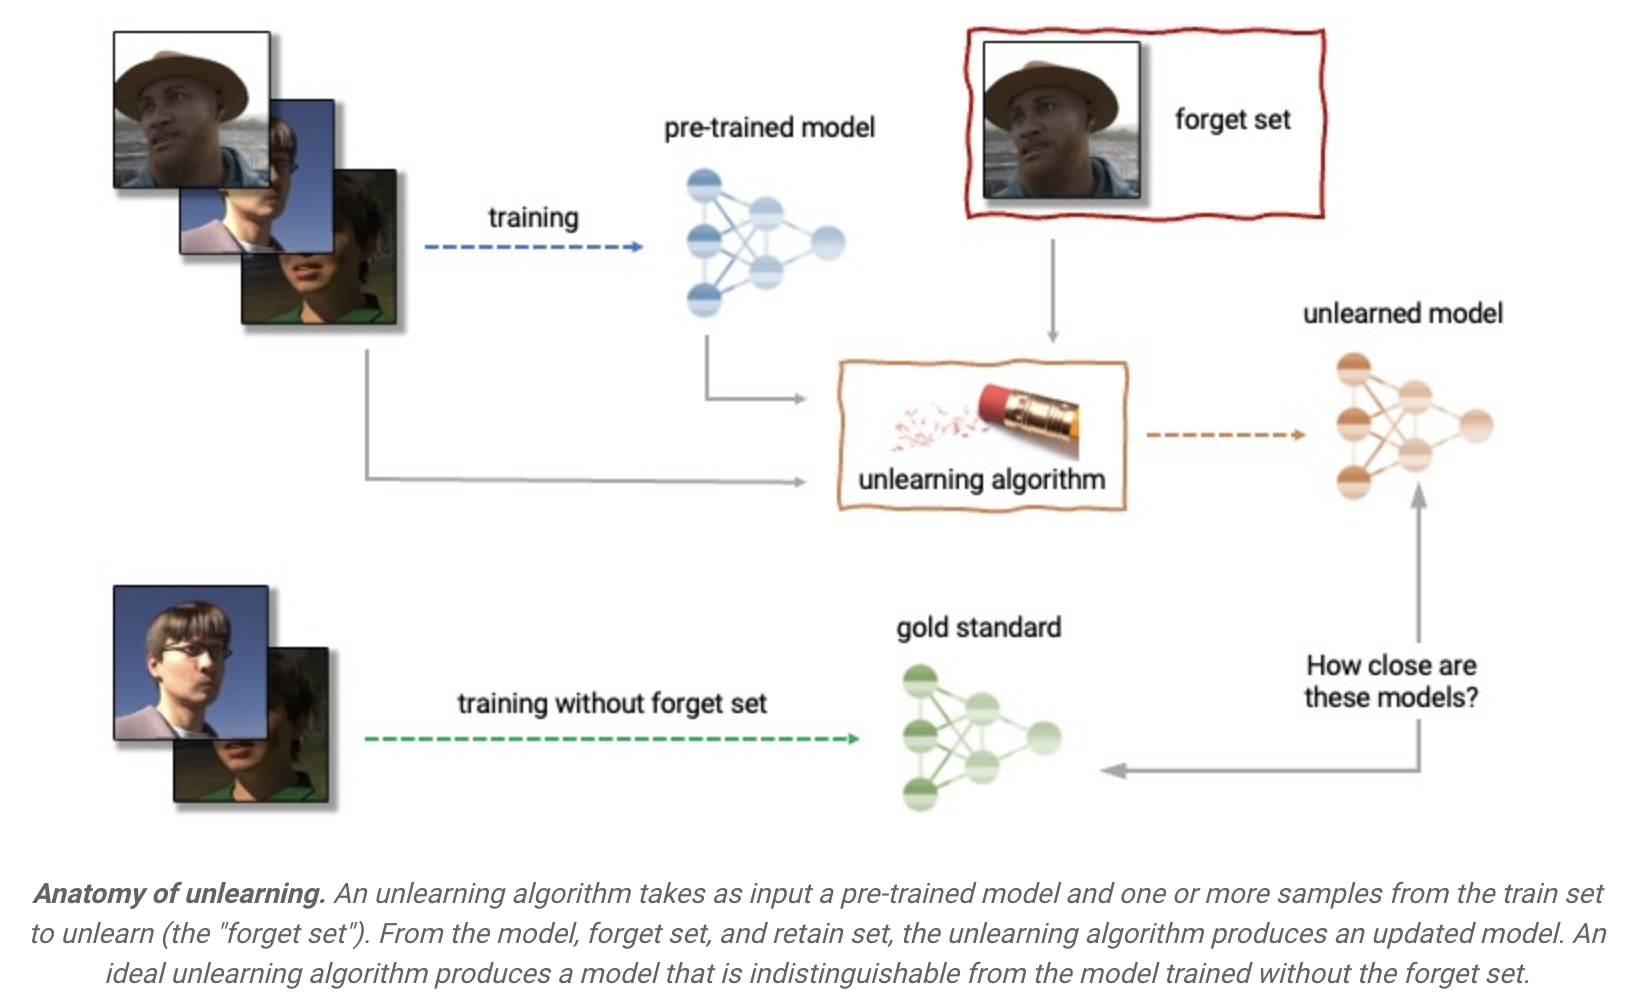 pre-trained model
forget set
training
unlearned model
unlearning algorithm
gold standard
training without forget set
How close are
these models?
Anatomy of unlearning. An unlearning algorithm takes as input a pre-trained model and one or more samples from the train set
to unlearn (the "forget set"). From the model, forget set, and retain set, the unlearning algorithm produces an updated model. An
ideal unlearning algorithm produces a model that is indistinguishable from the model trained without the forget set.